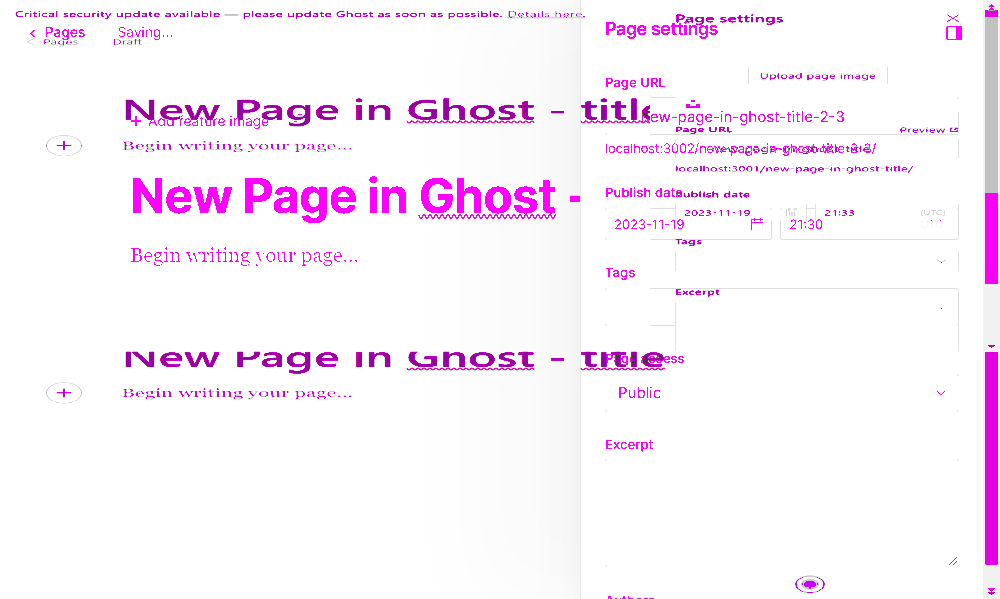 Critical security update available — please update Ghost as soon as possible. Details here.
Page settings
Page settings
Pages
Saving...
Pages
Draft
Upload page image
Page URL
New Page in Ghost - title
+ Add feature image
new-page-in-ghost-title-2-3
Page URL
Preview
Begin writing your page...
localhost:3002/new-page-in-ghost-title-2-3/
localhost:3001/new-page-in-ghost-title/
New Page in Ghost -
Publish date
Publish date
2023-11-19
21:33
(UTC)
2023-11-19
21:30
Tags
Begin writing your page...
Tags
Excerpt
New Page in Ghost - title
Page access
Begin writing your page...
Public
Excerpt